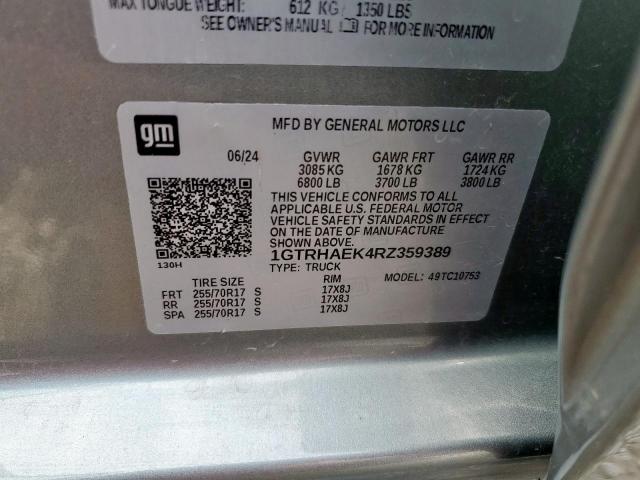 MAX TONGUE WEIGHT: 612 KG / 1350 LBS
SEE OWNER'S MANUAL FOR MORE INFORMATION
gm
MFD BY GENERAL MOTORS LLC
06/24 GVWR GAWR FRT GAWR RR
3085 KG 1678 KG 1724 KG
6800 LB 3700 LB 3800 LB
THIS VEHICLE CONFORMS TO ALL
APPLICABLE U.S. FEDERAL MOTOR
VEHICLE SAFETY STANDARDS IN EFFECT
ON THE DATE OF MANUFACTURE
SHOWN ABOVE.
1GTRHAEK4RZ359389
130H
TYPE: TRUCK MODEL: 49TC10753
TIRE SIZE RIM
FRT 255/70R17 S 17X8J
RR 255/70R17 S 17X8J
SPA 255/70R17 S 17X8J